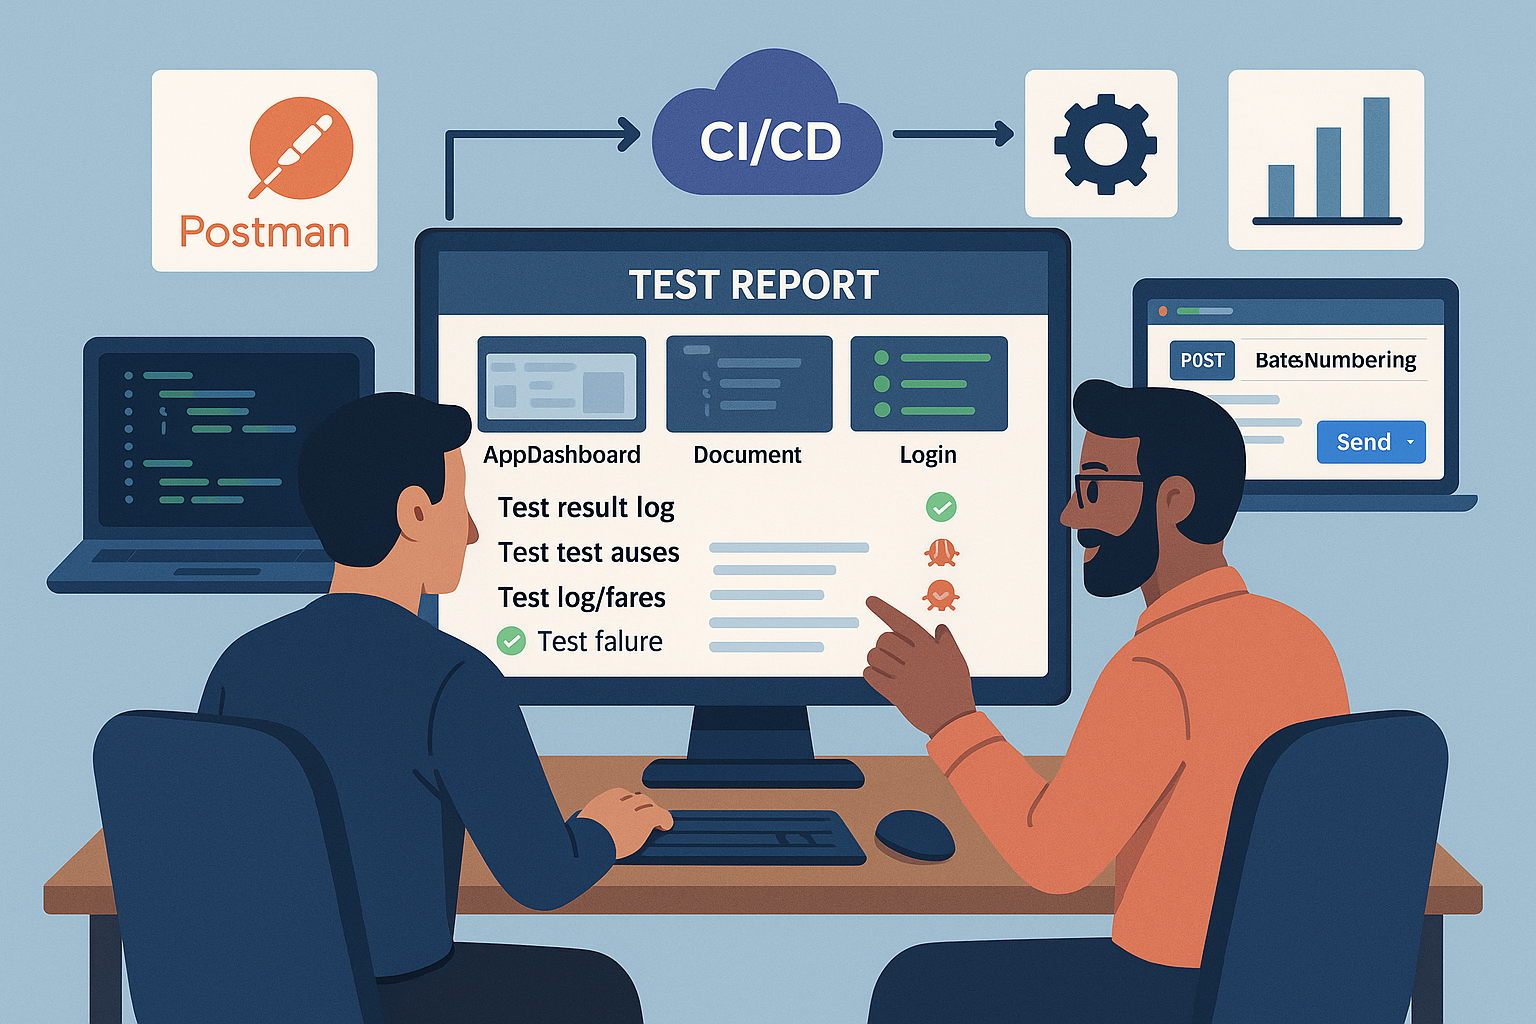 Postman
CI/CD
TEST REPORT
AppDashboard
Document
Login
Test result log
Test test auses
Test log/fares
Test falure
POST
BatesNumbering
Send